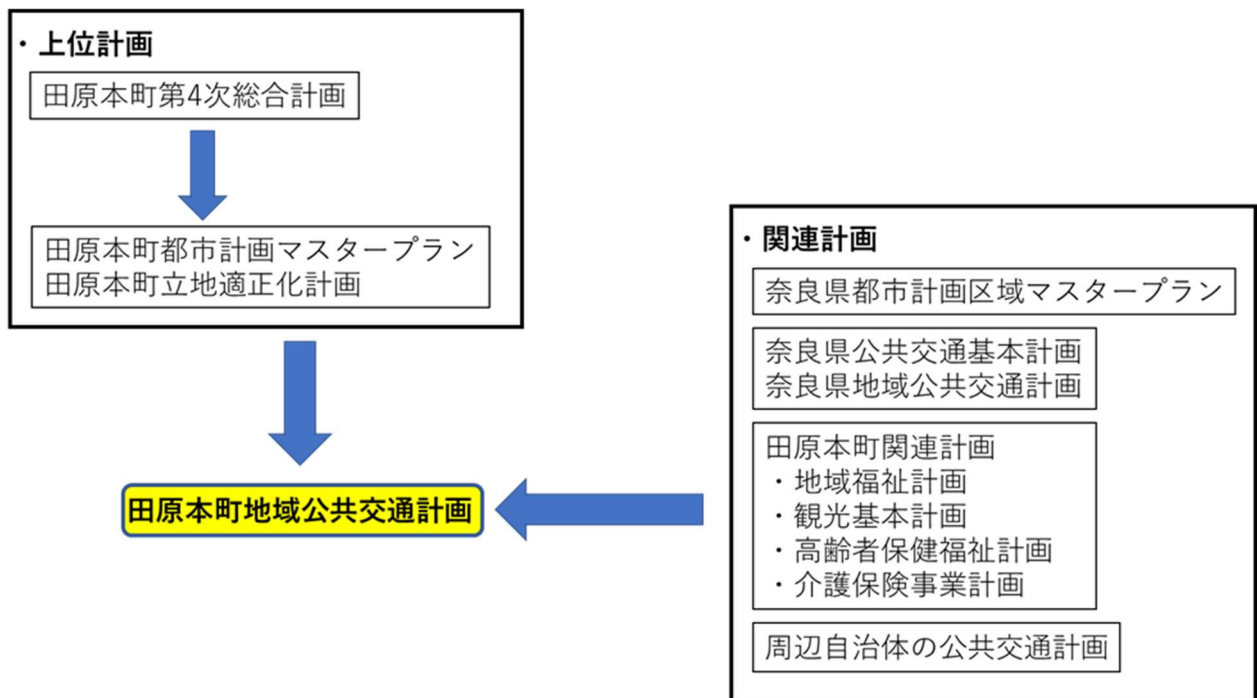 ・上位計画
田原本町第4次総合計画
田原本町都市計画マスタープラン
田原本町立地適正化計画
・関連計画
奈良県都市計画区域マスタープラン
奈良県公共交通基本計画
奈良県地域公共交通計画
田原本町関連計画
・地域福祉計画
・観光基本計画
・高齢者保健福祉計画
・介護保険事業計画
周辺自治体の公共交通計画
田原本町地域公共交通計画